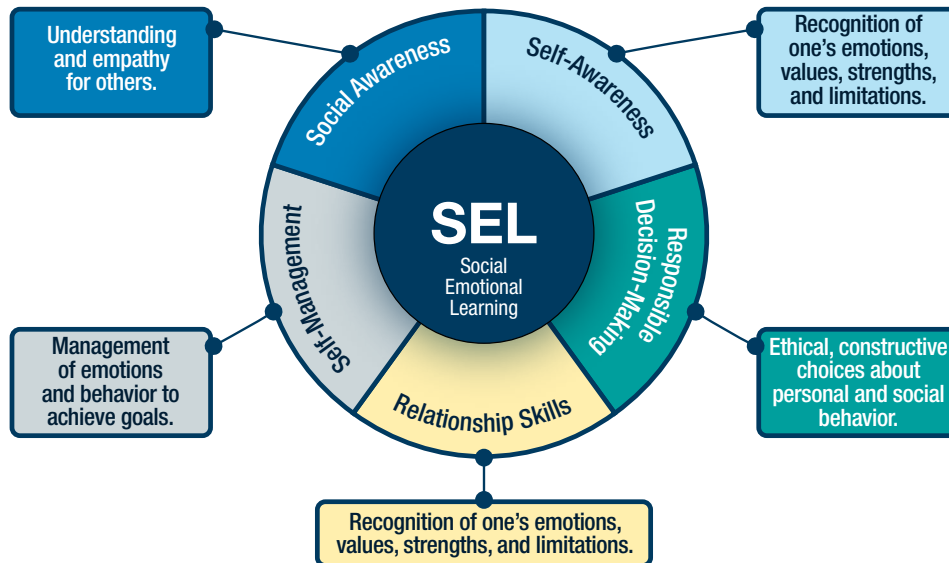 Understanding
and empathy
for others.
Social Awareness
Self-Awareness
Recognition of
one’s emotions,
values, strengths,
and limitations.
SEL
Social
Emotional
Learning
Self-Management
Responsible
Decision-Making
Management
of emotions
and behavior to
achieve goals.
Relationship Skills
Ethical, constructive
choices about
personal and social
behavior.
Recognition of one’s emotions,
values, strengths, and limitations.